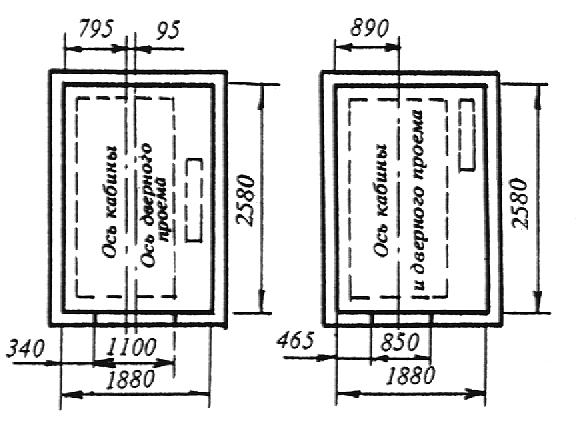 795
95
Ось кабины
Ось дверного
проема
2580
340
1100
1880
890
Ось кабины
и дверного проема
2580
465
850
1880